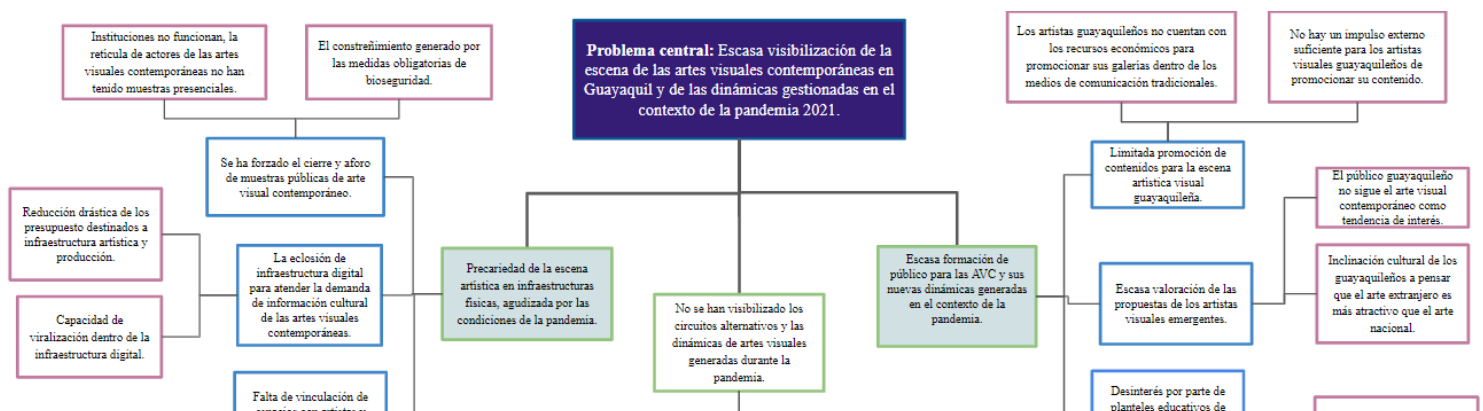 Instituciones no funcionan, la
retícula de actores de las artes
visuales contemporáneas no han
tenido muestras presenciales.
El constreñimiento generado por
las medidas obligatorias de
bioseguridad.
Problema central: Escasa visibilización de la
escena de las artes visuales contemporáneas en
Guayaquil y de las dinámicas gestionadas en el
contexto de la pandemia 2021.
Los artistas guayaquileños no cuentan con
los recursos económicos para
promocionar sus galerias dentro de los
medios de comunicación tradicionales.
No hay un impulso externo
suficiente para los artistas
visuales guayaquileños de
promocionar su contenido.
Se ha forzado el cierre y aforo
de muestras públicas de arte
visual contemporáneo.
Limitada promoción de
contenidos para la escena
artística visual
guayaquileña.
Reducción drástica de los
presupuesto destinados a
infraestructura artística y
producción.
El público guayaquileño
no sigue el arte visual
contemporáneo como
tendencia de interés.
La eclosión de
infraestructura digital
para atender la demanda
de información cultural
de las artes visuales
contemporáneas.
Precariedad de la escena
artística en infraestructuras
físicas, agudizada por las
condiciones de la pandemia.
Escasa formación de
público para las AVC y sus
nuevas dinámicas generadas
en el contexto de la
pandemia.
Escasa valoración de las
propuestas de los artistas
visuales emergentes.
Inclinación cultural de los
guayaquileños a pensar
que el arte extranjero es
más atractivo que el arte
nacional.
Capacidad de
viralización dentro de la
infraestructura digital.
No se han visibilizado los
circuitos alternativos y las
dinámicas de artes visuales
generadas durante la
pandemia.
Falta de vinculación de
Desinterés por parte de
planteles educativos de